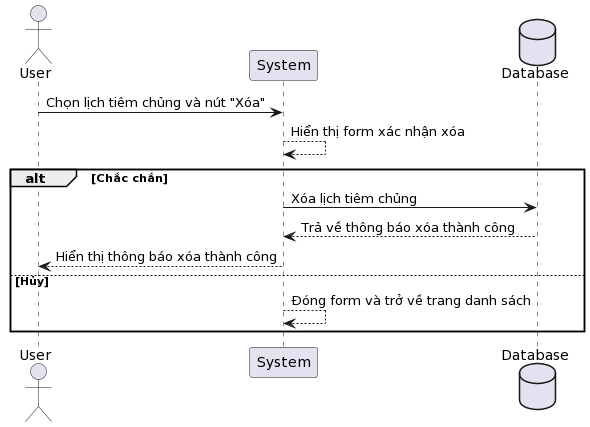 User
System
Database
Chọn lịch tiêm chủng và nút "Xóa"
Hiển thị form xác nhận xóa
alt [Chắc chắn]
Xóa lịch tiêm chủng
Trả về thông báo xóa thành công
Hiển thị thông báo xóa thành công
[Hủy]
Đóng form và trở về trang danh sách
User
System
Database